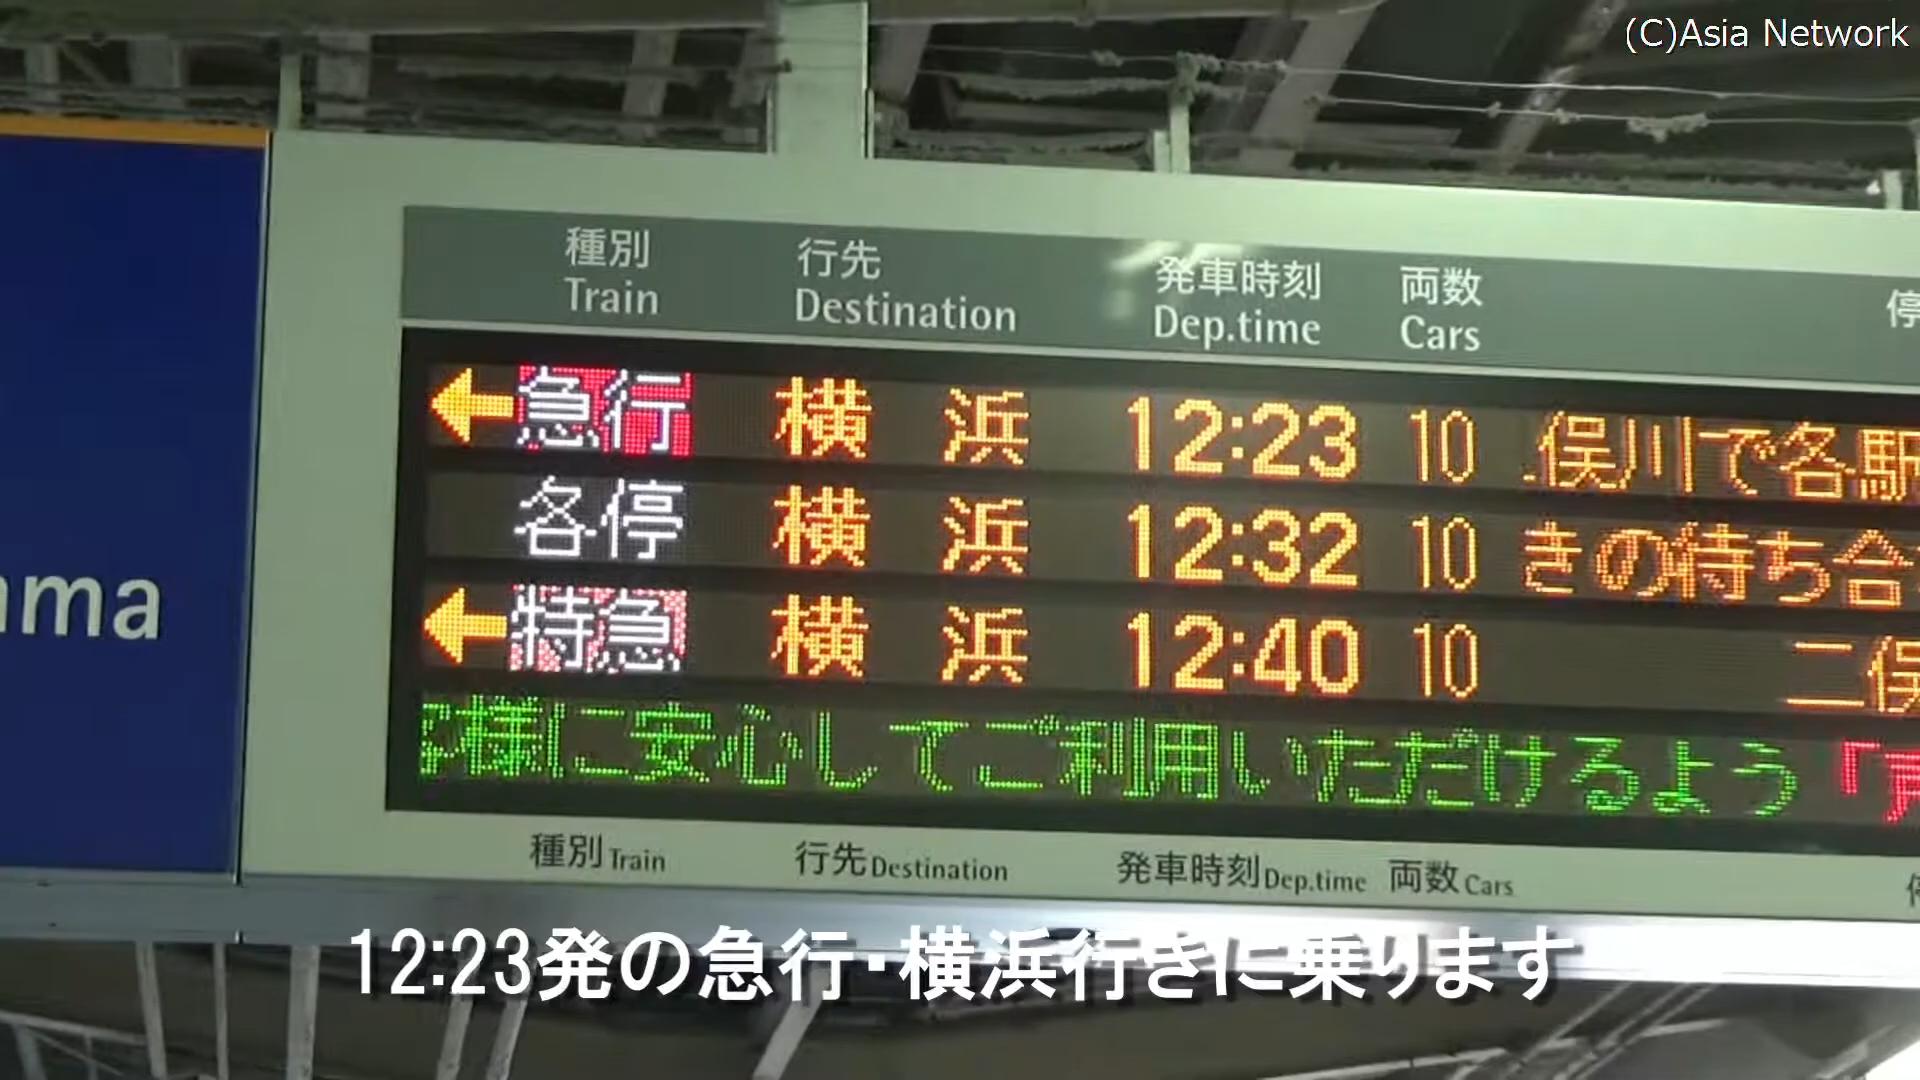 (C)Asia Network
種別 行先 発車時刻 両数 停
Train Destination Dep.time Cars
←急行 横浜 12:23 10 俣川で各駅
各停 横浜 12:32 10 きの待ち合
←特急 横浜 12:40 10 二俣
様に安心してご利用いただけるよう「声
ama
種別 Train 行先 Destination 発車時刻 Dep.time 両数 Cars
12:23発の急行・横浜行きに乗ります